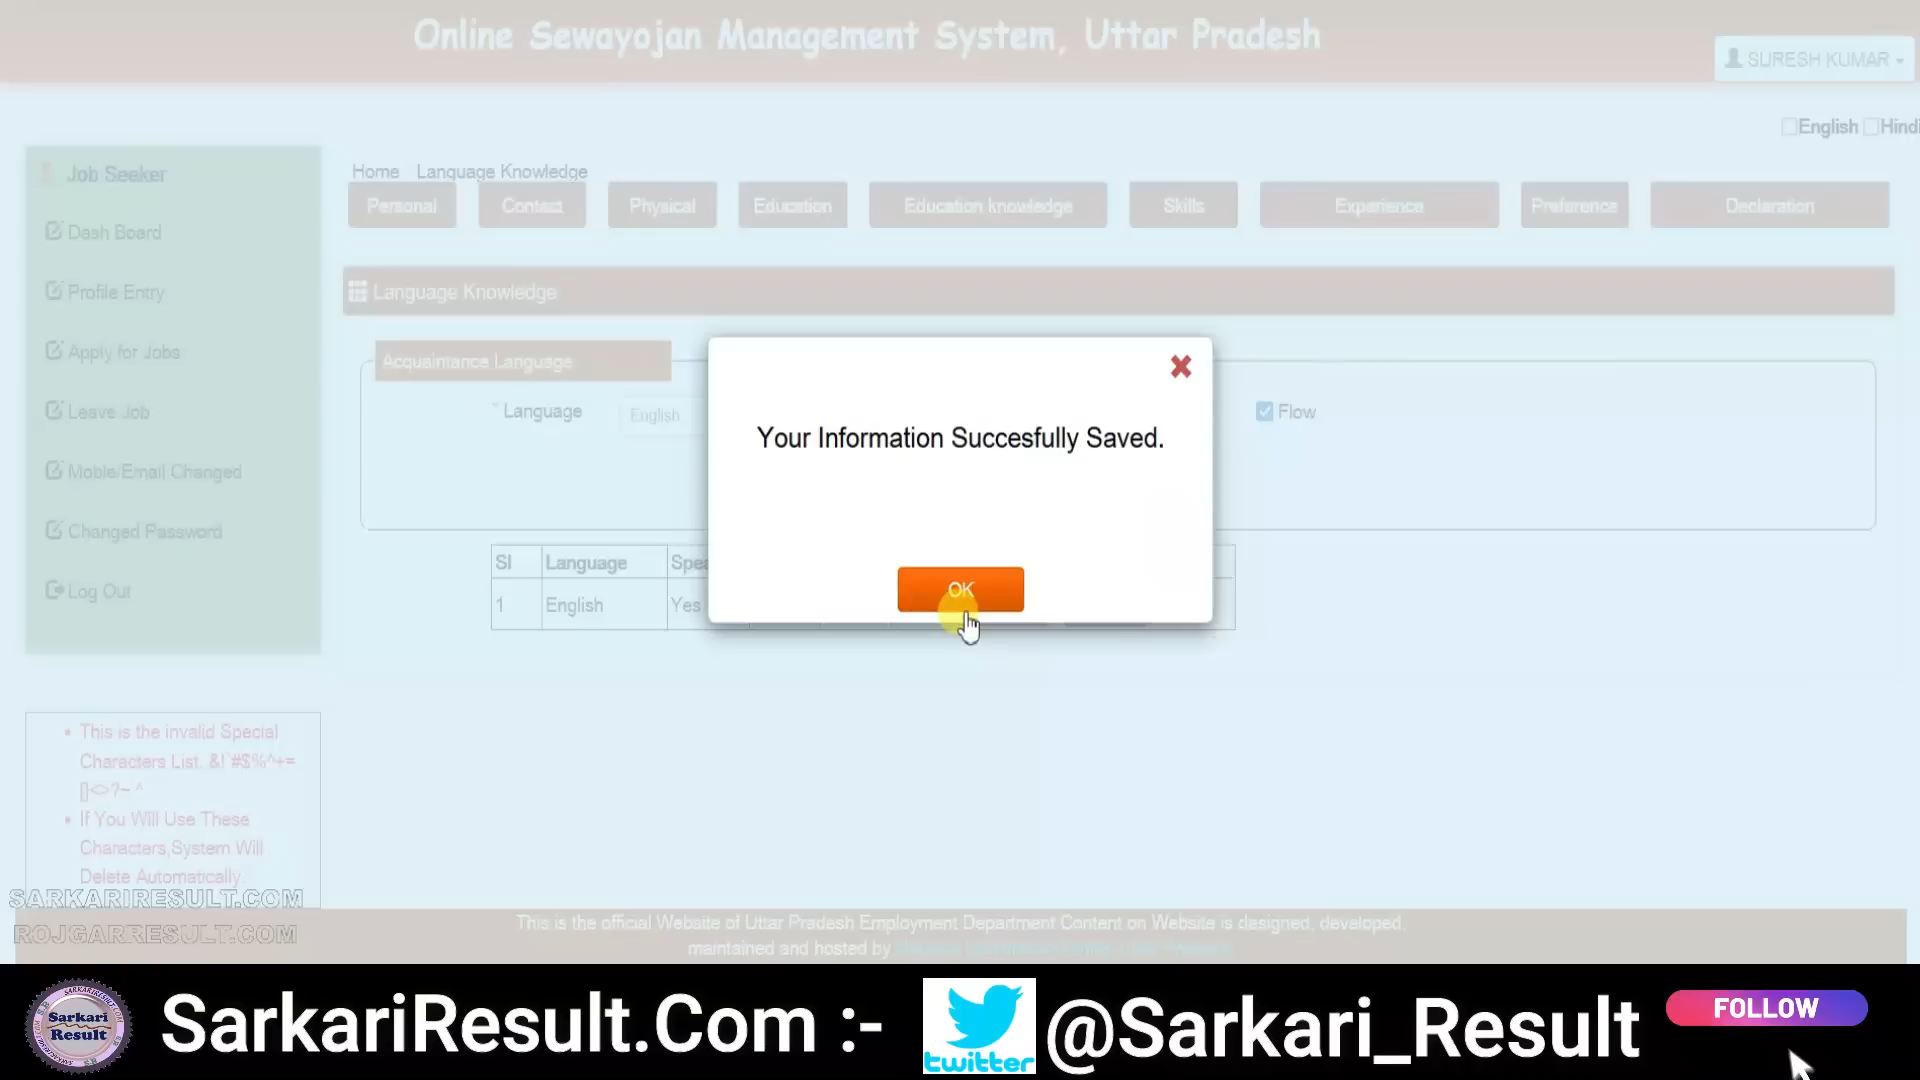 Online Sewayojan Management System, Uttar Pradesh
SURESH KUMAR
English Hindi
Job Seeker
Dash Board
Profile Entry
Apply for Jobs
Leave Job
Moble/Email Changed
Changed Password
Log Out
Home Language Knowledge
Personal Contact Physical Education Education knowledge Skills Experience Preference Declaration
Language Knowledge
Acquaintance Language
* Language English Flow
Your Information Succesfully Saved.
OK
Sl Language Spea
1 English Yes
• This is the invalid Special
Characters List. &!`#$%^+=
[]<>?~ ^
• If You Will Use These
Characters,System Will
Delete Automatically.
SARKARIRESULT.COM
ROJGARRESULT.COM
This is the official Website of Uttar Pradesh Employment Department Content on Website is designed, developed,
maintained and hosted by
Sarkari
Result
SarkariResult.Com :-
twitter
@Sarkari_Result
FOLLOW